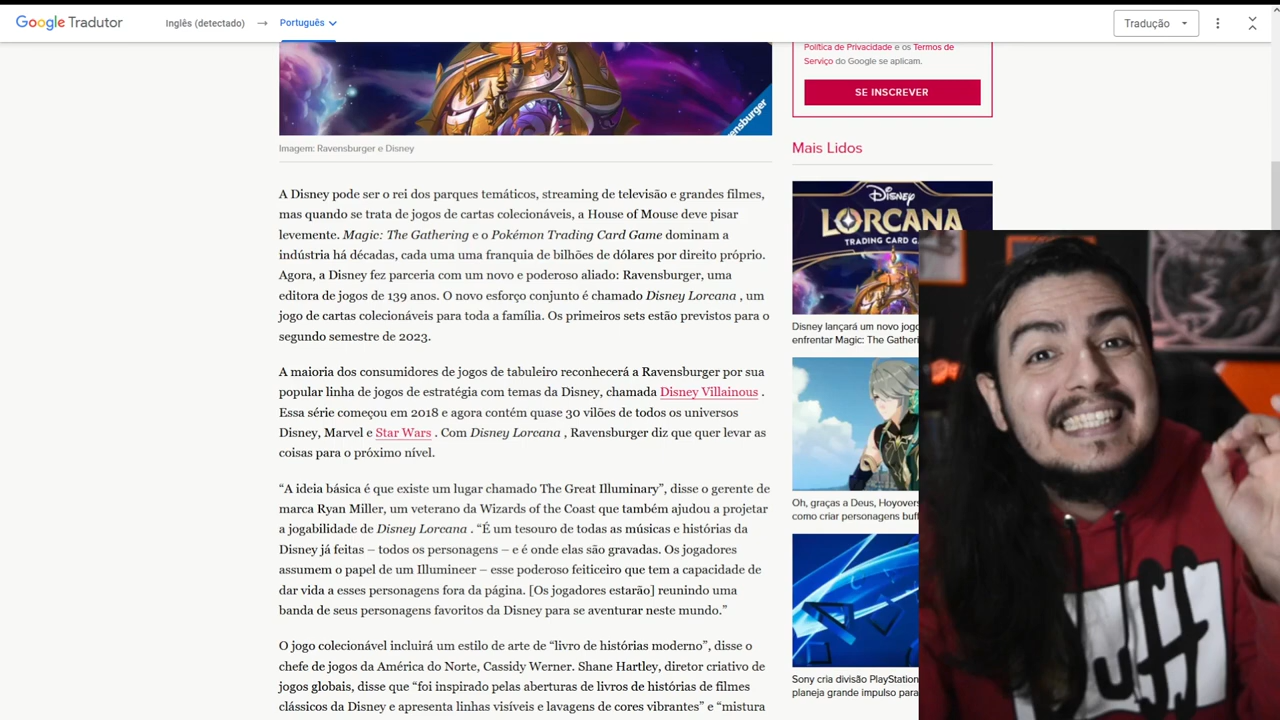 Google Tradutor
Inglês (detectado)
Português
Tradução
ensburger
Imagem: Ravensburger e Disney
A Disney pode ser o rei dos parques temáticos, streaming de televisão e grandes filmes,
mas quando se trata de jogos de cartas colecionáveis, a House of Mouse deve pisar
levemente. Magic: The Gathering e o Pokémon Trading Card Game dominam a
indústria há décadas, cada uma uma franquia de bilhões de dólares por direito próprio.
Agora, a Disney fez parceria com um novo e poderoso aliado: Ravensburger, uma
editora de jogos de 139 anos. O novo esforço conjunto é chamado Disney Lorcana , um
jogo de cartas colecionáveis para toda a família. Os primeiros sets estão previstos para o
segundo semestre de 2023.
A maioria dos consumidores de jogos de tabuleiro reconhecerá a Ravensburger por sua
popular linha de jogos de estratégia com temas da Disney, chamada Disney Villainous .
Essa série começou em 2018 e agora contém quase 30 vilões de todos os universos
Disney, Marvel e Star Wars . Com Disney Lorcana , Ravensburger diz que quer levar as
coisas para o próximo nível.
“A ideia básica é que existe um lugar chamado The Great Illuminary”, disse o gerente de
marca Ryan Miller, um veterano da Wizards of the Coast que também ajudou a projetar
a jogabilidade de Disney Lorcana . “É um tesouro de todas as músicas e histórias da
Disney já feitas – todos os personagens – e é onde elas são gravadas. Os jogadores
assumem o papel de um Illumineer – esse poderoso feiticeiro que tem a capacidade de
dar vida a esses personagens fora da página. [Os jogadores estarão] reunindo uma
banda de seus personagens favoritos da Disney para se aventurar neste mundo.”
O jogo colecionável incluirá um estilo de arte de “livro de histórias moderno”, disse o
chefe de jogos da América do Norte, Cassidy Werner. Shane Hartley, diretor criativo de
jogos globais, disse que “foi inspirado pelas aberturas de livros de histórias de filmes
clássicos da Disney e apresenta linhas visíveis e lavagens de cores vibrantes” e “mistura
Política de Privacidade e os Termos de
Serviço do Google se aplicam.
SE INSCREVER
Mais Lidos
Disney
LORCANA
TRADING CARD G
Disney lançará um novo jogo
enfrentar Magic: The Gatheri
Oh, graças a Deus, Hoyovers
como criar personagens buff
Sony cria divisão PlayStation
planeja grande impulso para
uff